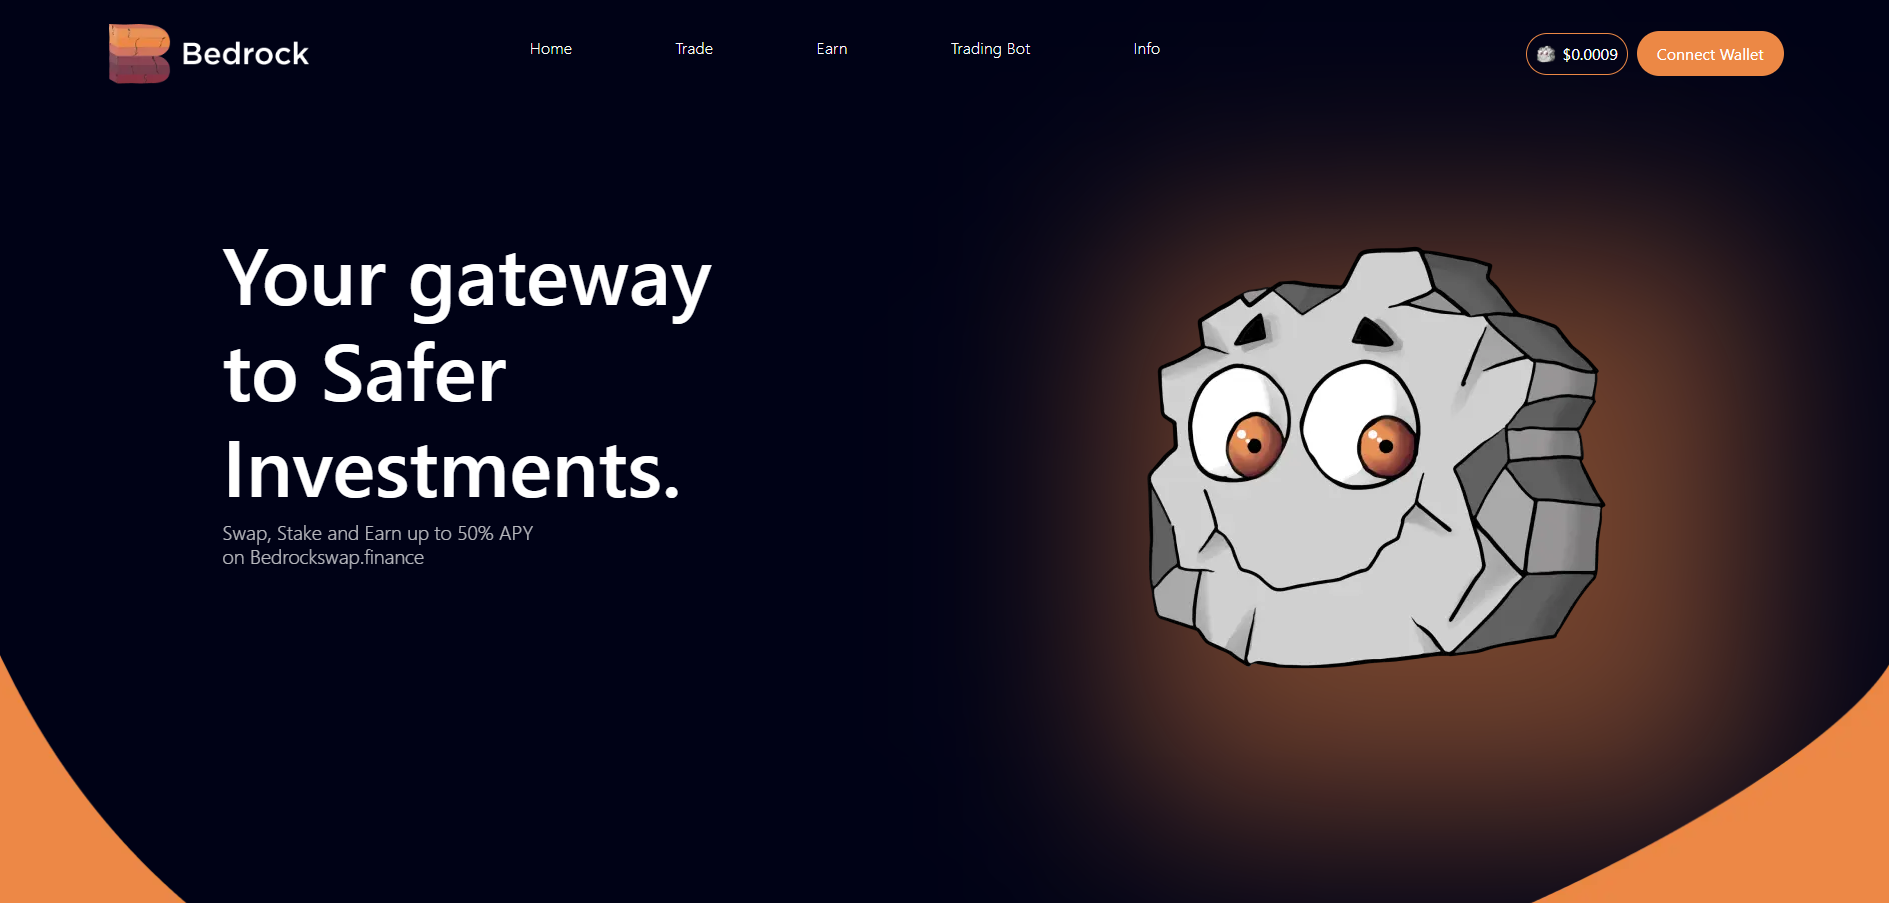 Bedrock
Home
Trade
Earn
Trading Bot
Info
$0.0009
Connect Wallet
Your gateway
to Safer
Investments.
Swap, Stake and Earn up to 50% APY
on Bedrockswap.finance